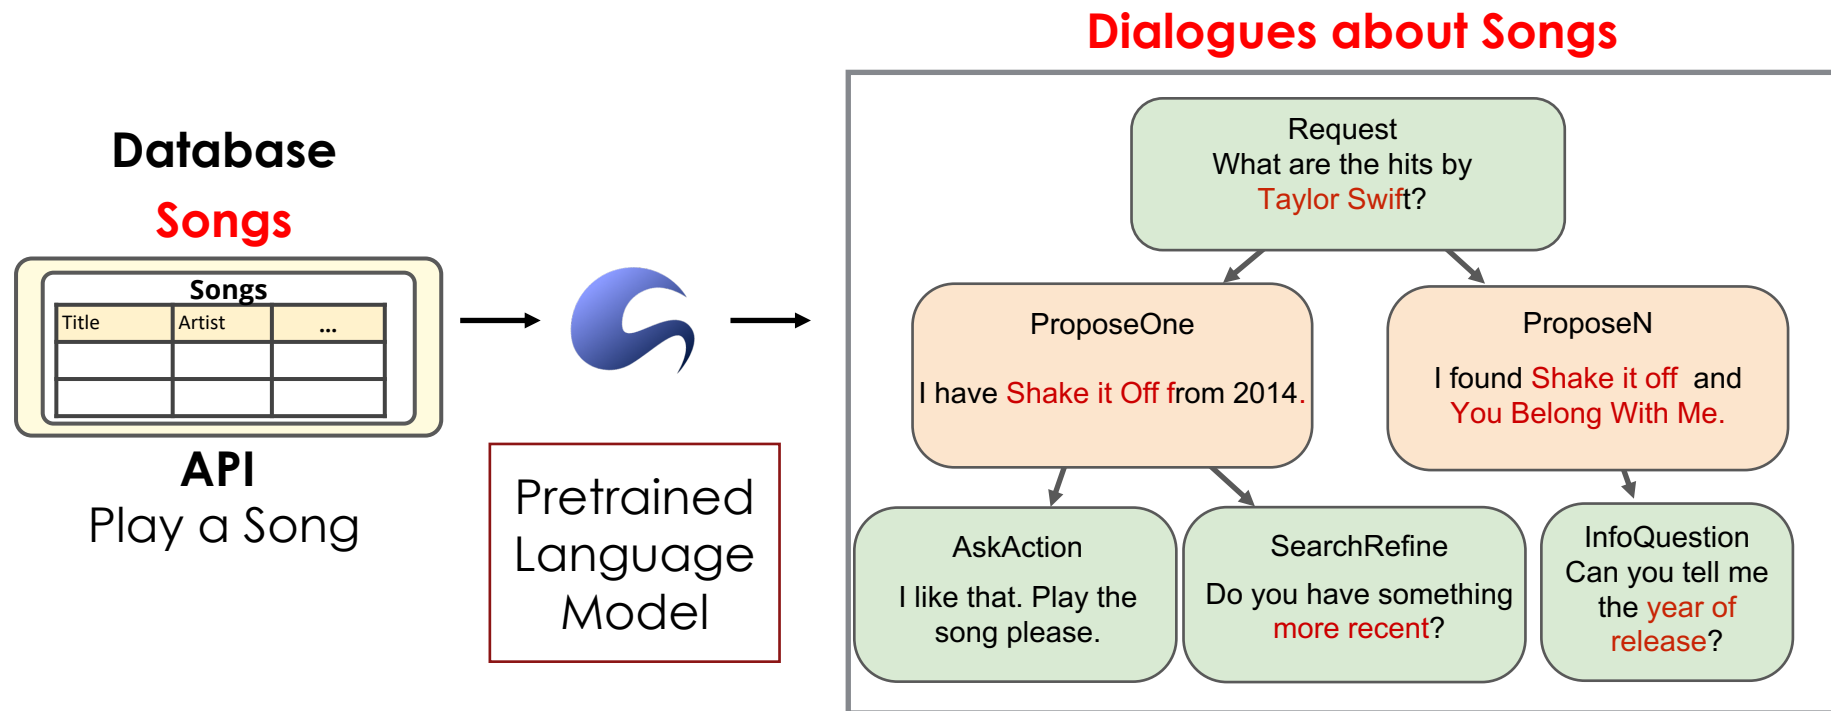 Dialogues about Songs
Database
Songs
Songs
Title Artist ...
API
Play a Song
Pretrained
Language
Model
Request
What are the hits by
Taylor Swift?
ProposeOne
I have Shake it Off from 2014.
ProposeN
I found Shake it off and
You Belong With Me.
AskAction
I like that. Play the
song please.
SearchRefine
Do you have something
more recent?
InfoQuestion
Can you tell me
the year of
release?